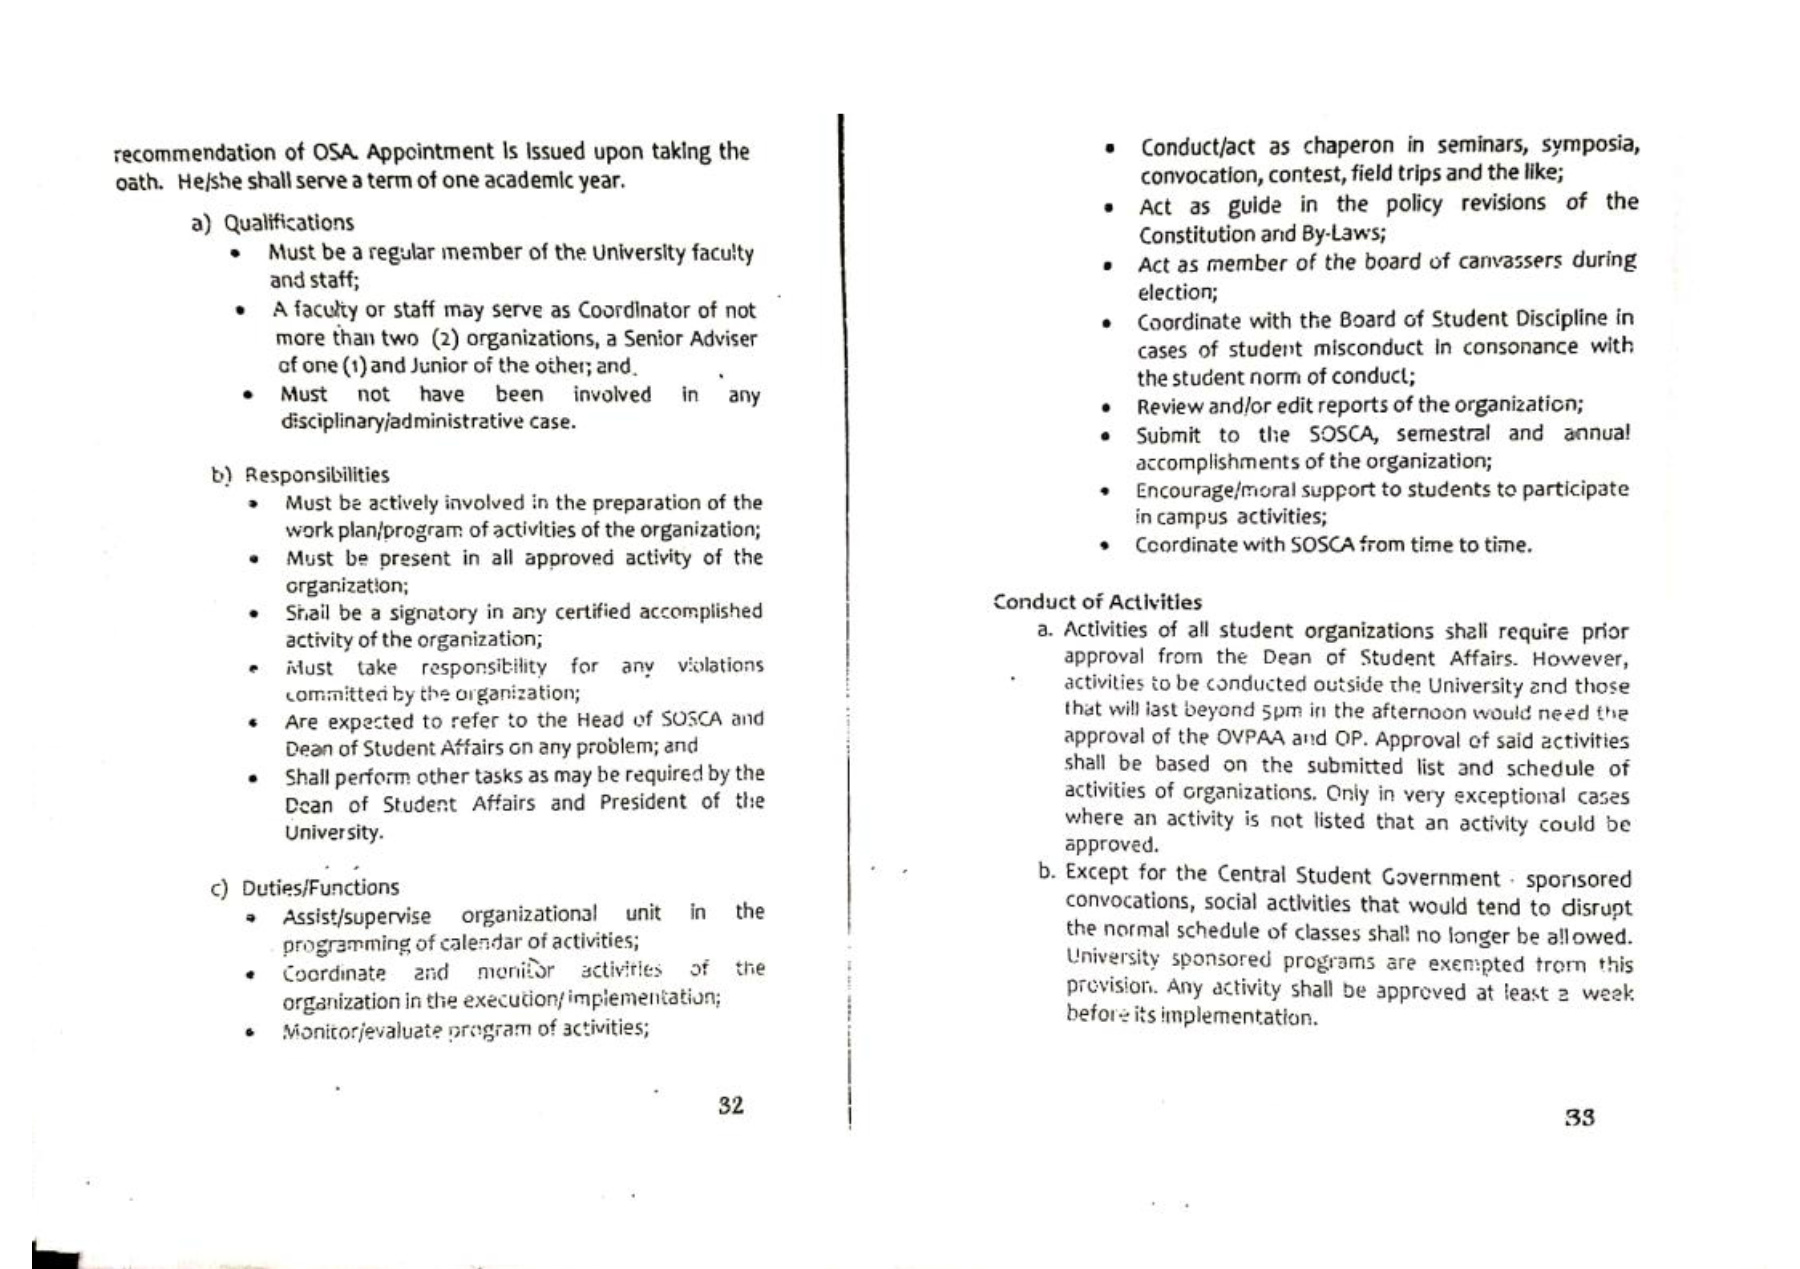 recommendation of OSA. Appointment is issued upon taking the
oath. He/she shall serve a term of one academic year.
a) Qualifications
• Must be a regular member of the University faculty
and staff;
• A faculty or staff may serve as Coordinator of not
more than two (2) organizations, a Senior Adviser
of one (1) and Junior of the other; and
• Must not have been involved in any
disciplinary/administrative case.
b) Responsibilities
• Must be actively involved in the preparation of the
work plan/program of activities of the organization;
• Must be present in all approved activity of the
organization;
• Shall be a signatory in any certified accomplished
activity of the organization;
• Must take responsibility for any violations
committed by the organization;
• Are expected to refer to the Head of SOSCA and
Dean of Student Affairs on any problem; and
• Shall perform other tasks as may be required by the
Dean of Student Affairs and President of the
University.
c) Duties/Functions
• Assist/supervise organizational unit in the
programming of calendar of activities;
• Coordinate and monitor activities of the
organization in the execution/implementation;
• Monitor/evaluate program of activities;
32
• Conduct/act as chaperon in seminars, symposia,
convocation, contest, field trips and the like;
• Act as guide in the policy revisions of the
Constitution and By-Laws;
• Act as member of the board of canvassers during
election;
• Coordinate with the Board of Student Discipline in
cases of student misconduct in consonance with
the student norm of conduct;
• Review and/or edit reports of the organization;
• Submit to the SOSCA, semestral and annual
accomplishments of the organization;
• Encourage/moral support to students to participate
in campus activities;
• Coordinate with SOSCA from time to time.
Conduct of Activities
a. Activities of all student organizations shall require prior
approval from the Dean of Student Affairs. However,
activities to be conducted outside the University and those
that will last beyond 5pm in the afternoon would need the
approval of the OVPAA and OP. Approval of said activities
shall be based on the submitted list and schedule of
activities of organizations. Only in very exceptional cases
where an activity is not listed that an activity could be
approved.
b. Except for the Central Student Government - sponsored
convocations, social activities that would tend to disrupt
the normal schedule of classes shall no longer be allowed.
University sponsored programs are exempted from this
provision. Any activity shall be approved at least a week
before its implementation.
33